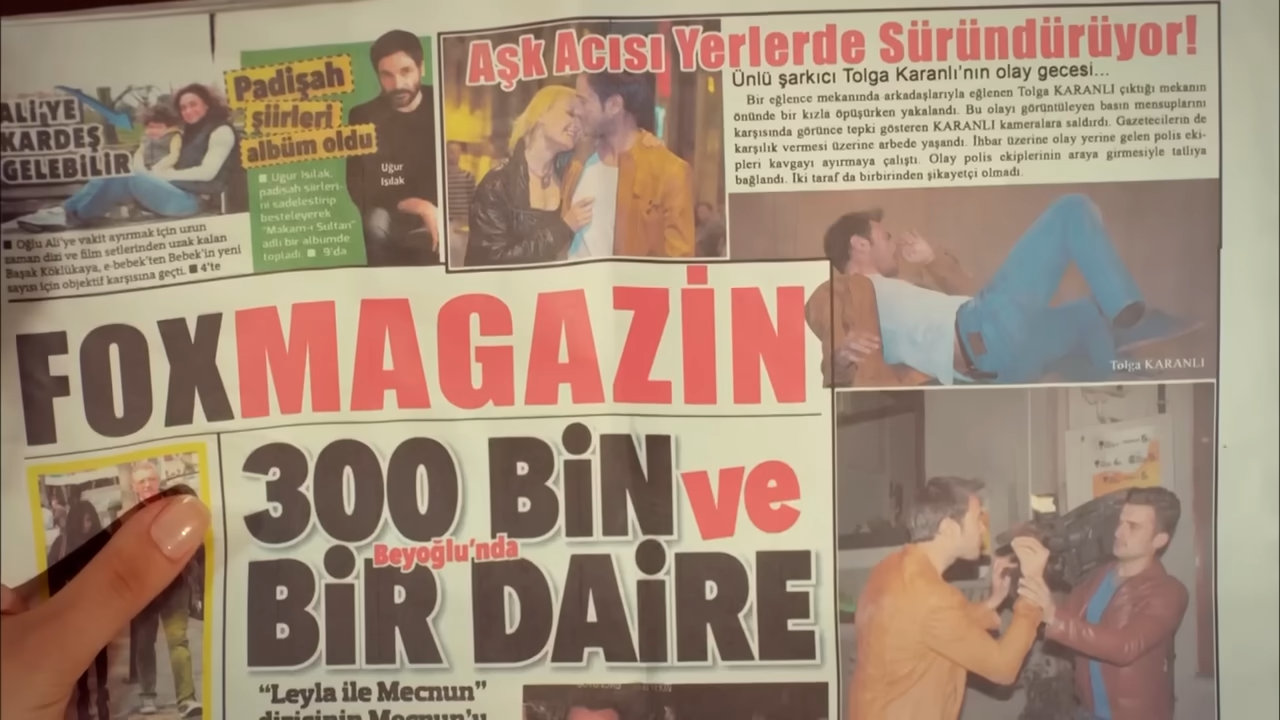 ALİ'YE
KARDEŞ
GELEBİLİR
■ Oğlu Ali'ye vakit ayırmak için uzun
zaman dizi ve film setlerinden uzak kalan
Başak Köklükaya, e-bebek'ten Bebek'in yeni
sayısı için objektif karşısına geçti. ■ 4'te
Padişah
şiirleri
albüm oldu
Uğur
Işılak
■ Uğur Işılak,
padişah şiirleri-
ni sadeleştirip
besteleyerek
"Makam-ı Sultan"
adlı bir albümde
topladı. ■ 9'da
Aşk Acısı Yerlerde Süründürüyor!
Ünlü şarkıcı Tolga Karanlı'nın olay gecesi...
Bir eğlence mekanında arkadaşlarıyla eğlenen Tolga KARANLI çıktığı mekanın
önünde bir kızla öpüşürken yakalandı. Bu olayı görüntüleyen basın mensuplarını
karşısında görünce tepki gösteren KARANLI kameralara saldırdı. Gazetecilerin de
karşılık vermesi üzerine arbede yaşandı. İhbar üzerine olay yerine gelen polis eki-
pleri kavgayı ayırmaya çalıştı. Olay polis ekiplerinin araya girmesiyle tatlıya
bağlandı. İki taraf da birbirinden şikayetçi olmadı.
Tolga KARANLI
FOXMAGAZİN
300 BİN ve
Beyoğlu'nda
BİR DAİRE
"Leyla ile Mecnun"
dizisinin Mecnun'u